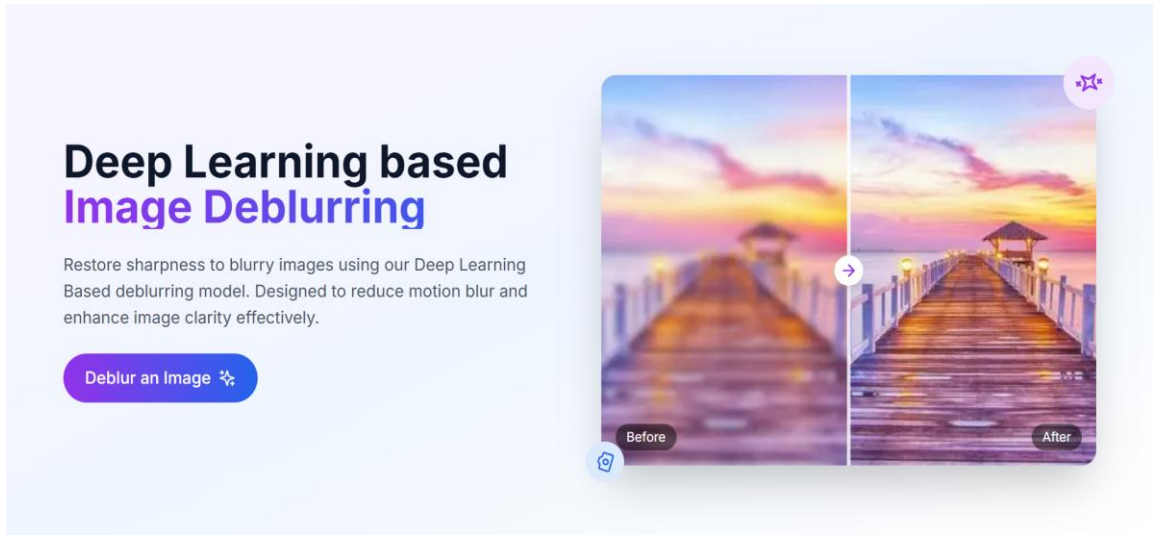 Deep Learning based
Image Deblurring
Restore sharpness to blurry images using our Deep Learning
Based deblurring model. Designed to reduce motion blur and
enhance image clarity effectively.
Deblur an Image
Before
After